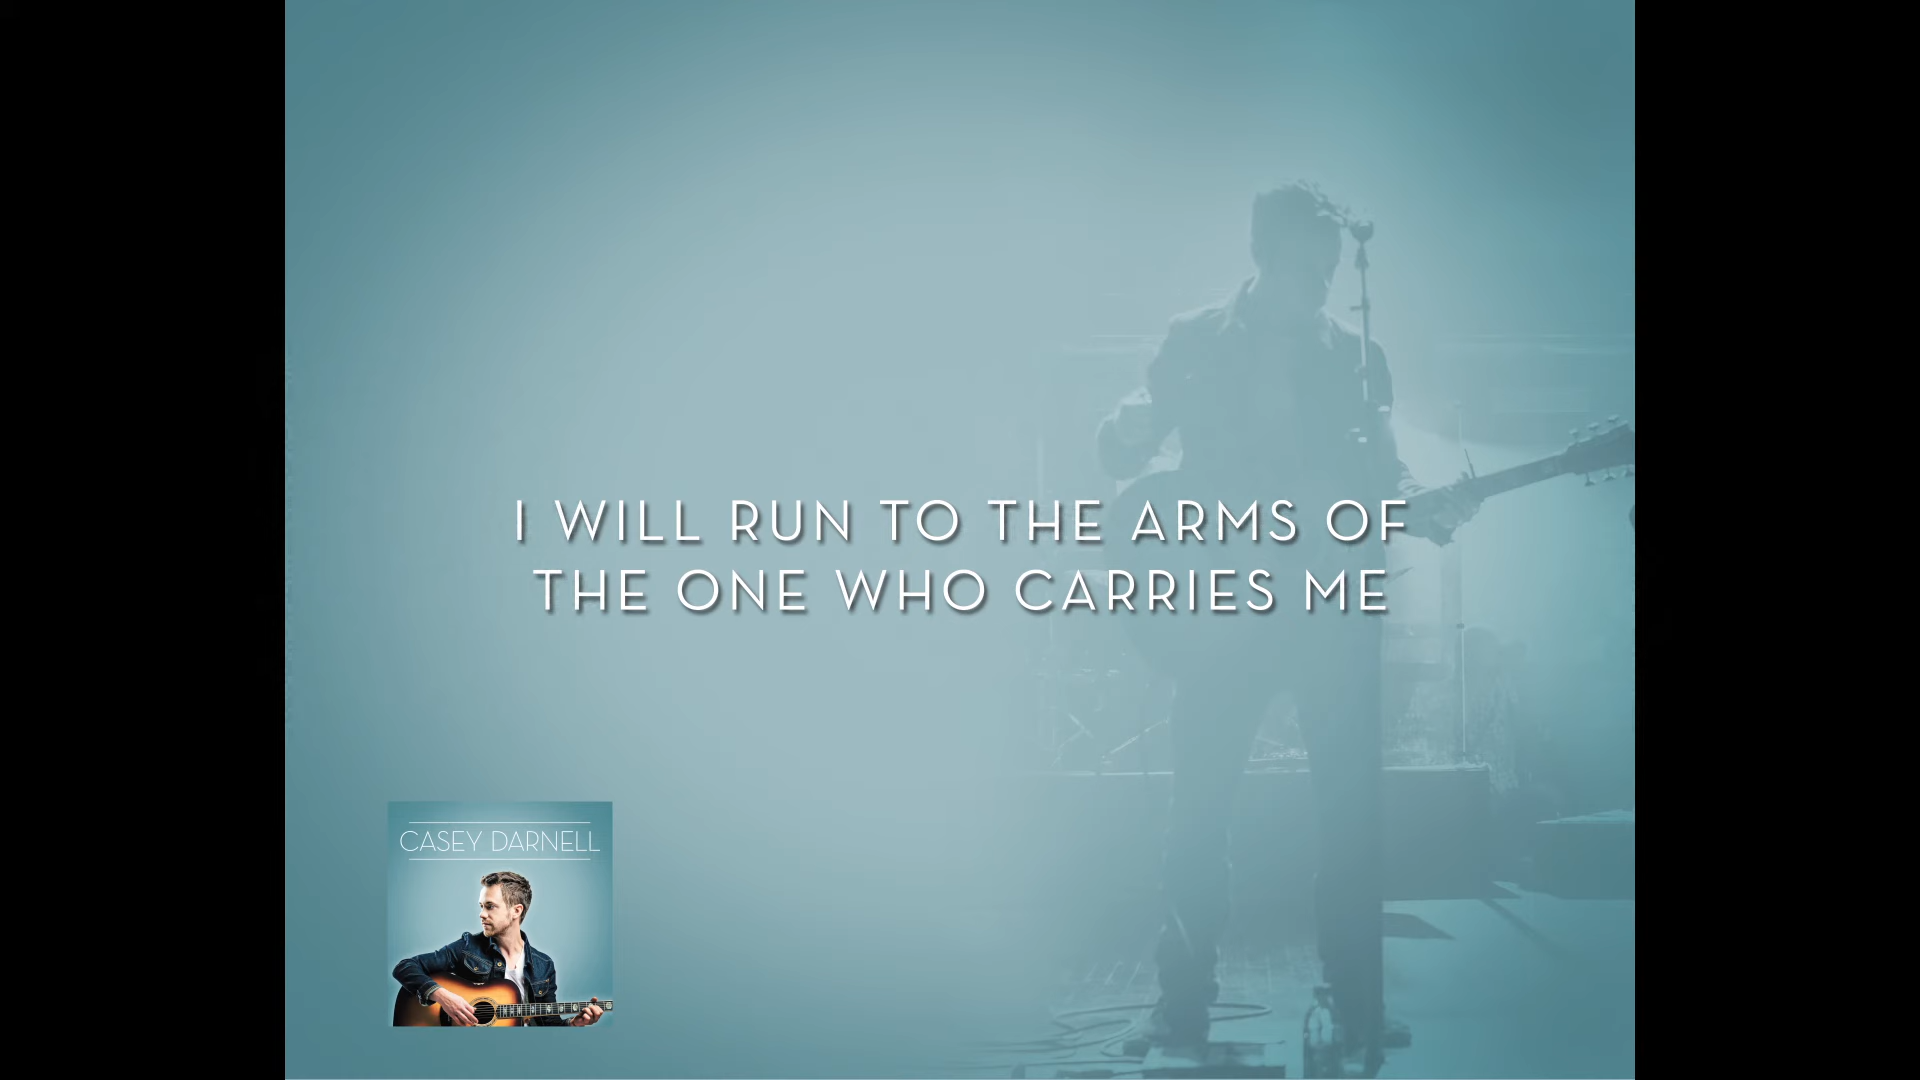 I WILL RUN TO THE ARMS OF
THE ONE WHO CARRIES ME
CASEY DARNELL